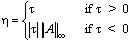 η = { τ if τ > 0
|τ| ‖A‖∞ if τ < 0